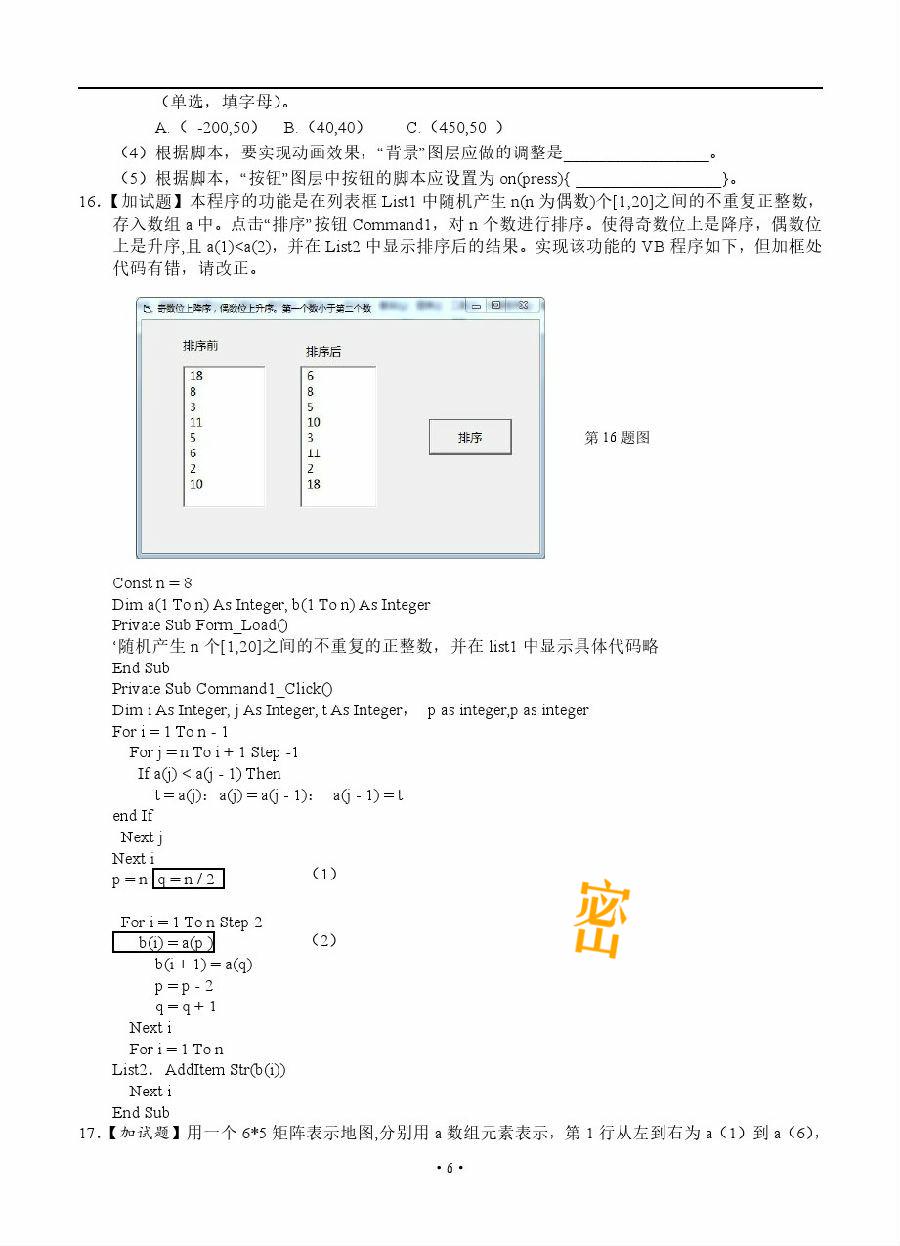 （单选，填字母）。
A.（ -200,50） B.（40,40） C.（450,50 ）
（4）根据脚本，要实现动画效果，“背景”图层应做的调整是__________________。
（5）根据脚本，“按钮”图层中按钮的脚本应设置为 on(press){ __________________}。
16.【加试题】本程序的功能是在列表框 List1 中随机产生 n(n 为偶数)个[1,20]之间的不重复正整数，
存入数组 a 中。点击“排序”按钮 Command1，对 n 个数进行排序。使得奇数位上是降序，偶数位
上是升序,且 a(1)<a(2)，并在 List2 中显示排序后的结果。实现该功能的 VB 程序如下，但加框处
代码有错，请改正。
奇数位上降序，偶数位上升序。第一个数小于第二个数
排序前 排序后
18 6
8 8
3 5
11 10
5 3
6 11
2 2
10 18
排序
第 16 题图
Const n = 8
Dim a(1 To n) As Integer, b(1 To n) As Integer
Private Sub Form_Load()
‘随机产生 n 个[1,20]之间的不重复的正整数，并在 list1 中显示具体代码略
End Sub
Private Sub Command1_Click()
Dim i As Integer, j As Integer, t As Integer， p as integer,p as integer
For i = 1 To n - 1
For j = n To i + 1 Step -1
If a(j) < a(j - 1) Then
t = a(j)：a(j) = a(j - 1)： a(j - 1) = t
end If
Next j
Next i
p = n q = n / 2 （1）
For i = 1 To n Step 2
b(i) = a(p ) （2）
b(i + 1) = a(q)
p = p - 2
q = q + 1
Next i
For i = 1 To n
List2．AddItem Str(b(i))
Next i
End Sub
密山
17.【加试题】用一个 6*5 矩阵表示地图,分别用 a 数组元素表示，第 1 行从左到右为 a（1）到 a（6），
·6·